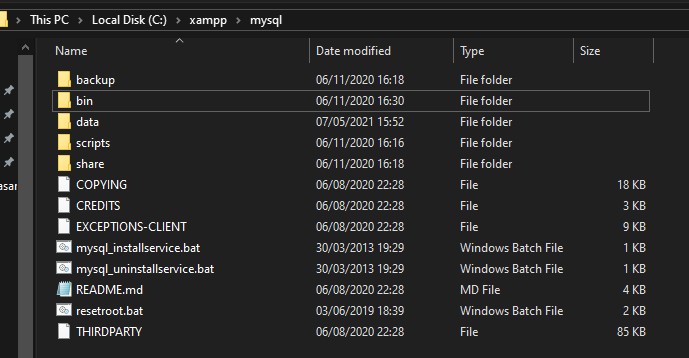 This PC > Local Disk (C:) > xampp > mysql
Name Date modified Type Size
backup 06/11/2020 16:18 File folder
bin 06/11/2020 16:30 File folder
data 07/05/2021 15:52 File folder
scripts 06/11/2020 16:16 File folder
share 06/11/2020 16:18 File folder
asar
COPYING 06/08/2020 22:28 File 18 KB
CREDITS 06/08/2020 22:28 File 3 KB
EXCEPTIONS-CLIENT 06/08/2020 22:28 File 9 KB
mysql_installservice.bat 30/03/2013 19:29 Windows Batch File 1 KB
mysql_uninstallservice.bat 30/03/2013 19:29 Windows Batch File 1 KB
README.md 06/08/2020 22:28 MD File 4 KB
resetroot.bat 03/06/2019 18:39 Windows Batch File 2 KB
THIRDPARTY 06/08/2020 22:28 File 85 KB